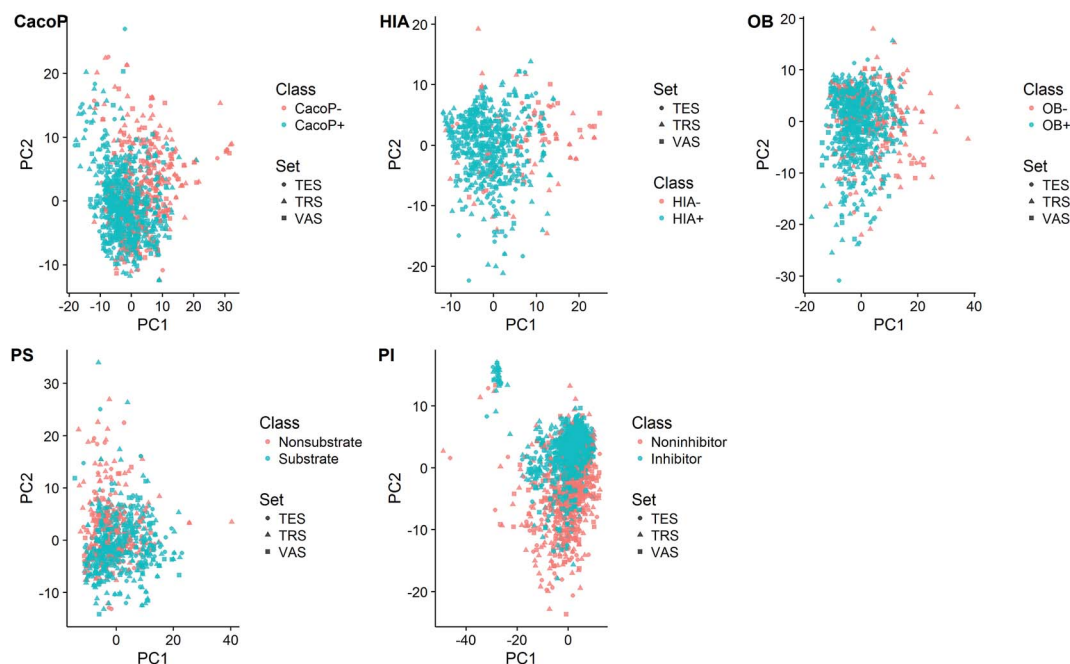 CacoP
20
10
0
-10
PC2
-20 -10 0 10 20 30
PC1
Class
CacoP-
CacoP+
Set
TES
TRS
VAS
HIA
20
10
0
-10
-20
PC2
-10 0 10 20
PC1
Set
TES
TRS
VAS
Class
HIA-
HIA+
OB
20
10
0
-10
-20
-30
PC2
-20 0 20 40
PC1
Class
OB-
OB+
Set
TES
TRS
VAS
PS
30
20
10
0
-10
PC2
0 25 40
PC1
Class
Nonsubstrate
Substrate
Set
TES
TRS
VAS
PI
10
0
-10
-20
PC2
-40 -20 0
PC1
Class
Noninhibitor
Inhibitor
Set
TES
TRS
VAS